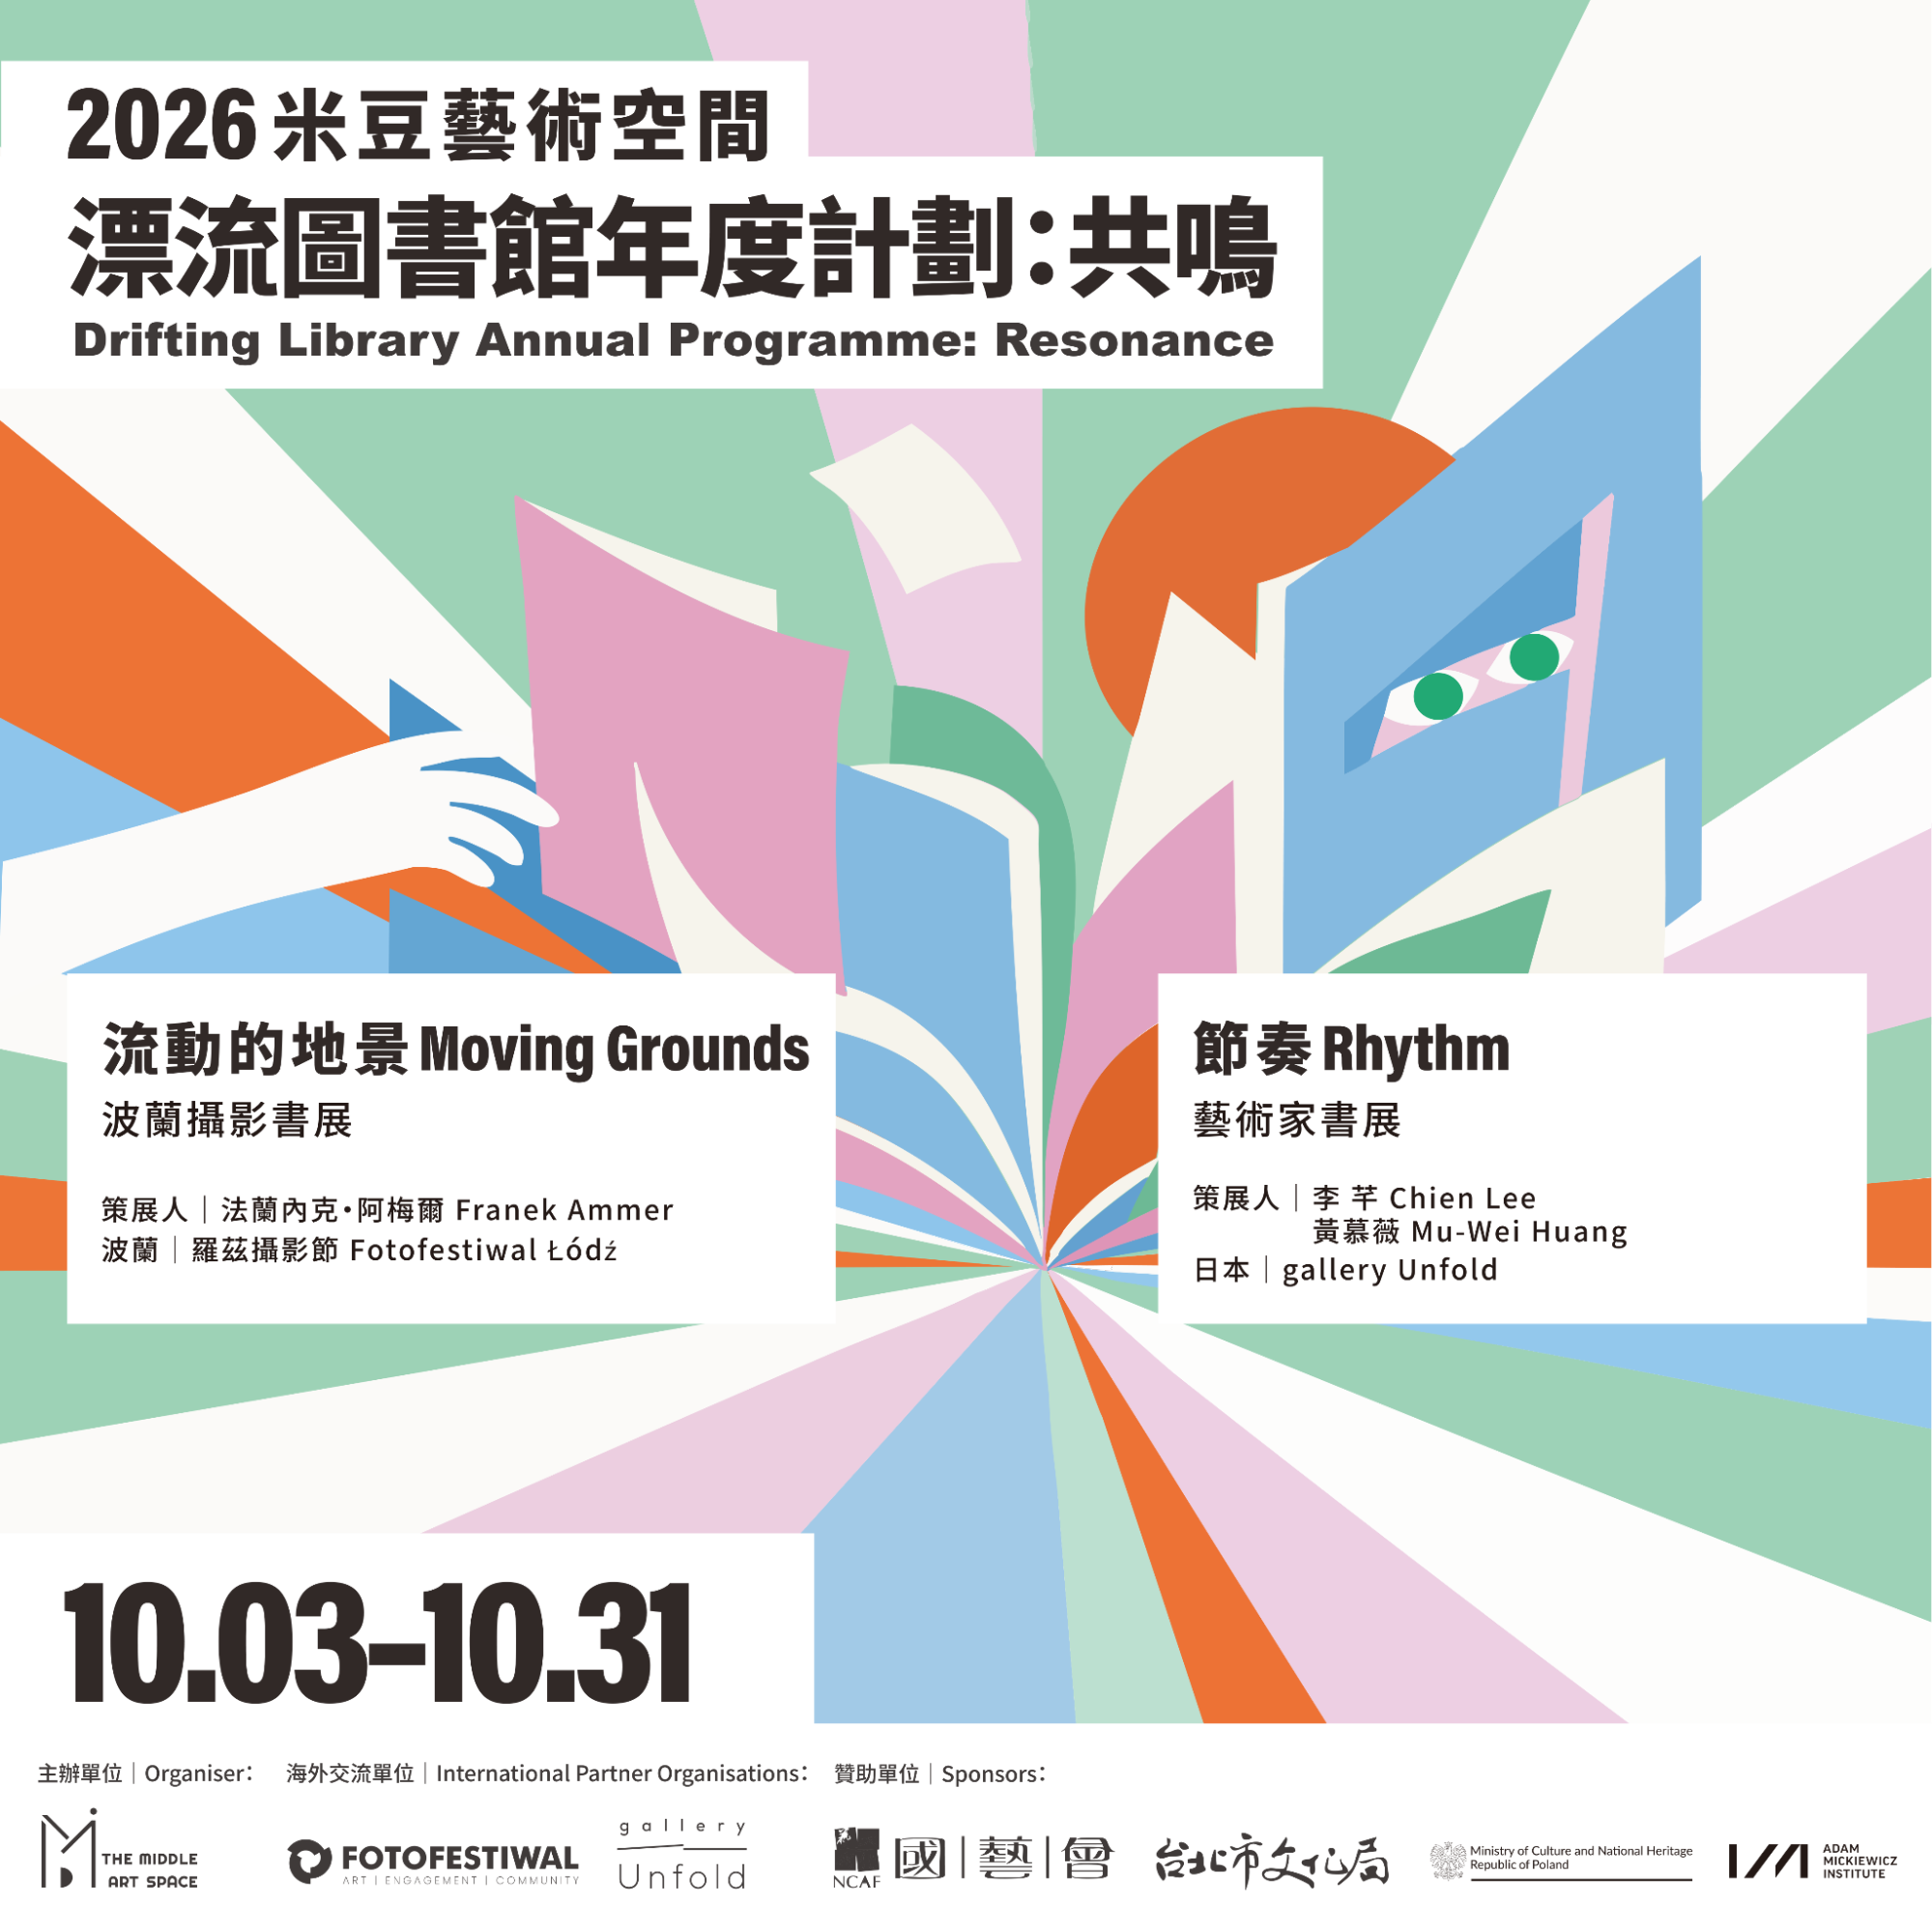 2026 米豆藝術空間
漂流圖書館年度計劃：共鳴
Drifting Library Annual Programme: Resonance
流動的地景 Moving Grounds
波蘭攝影書展
策展人｜法蘭內克·阿梅爾 Franek Ammer
波蘭｜羅茲攝影節 Fotofestiwal Łódź
節奏 Rhythm
藝術家書展
策展人｜李 芊 Chien Lee
黃慕薇 Mu-Wei Huang
日本｜gallery Unfold
10.03–10.31
主辦單位｜Organiser：
THE MIDDLE
ART SPACE
海外交流單位｜International Partner Organisations：
FOTOFESTIWAL
ART | ENGAGEMENT | COMMUNITY
gallery
Unfold
贊助單位｜Sponsors：
NCAF
國｜藝｜會
台北市文化局
Ministry of Culture and National Heritage
Republic of Poland
ADAM
MICKIEWICZ
INSTITUTE